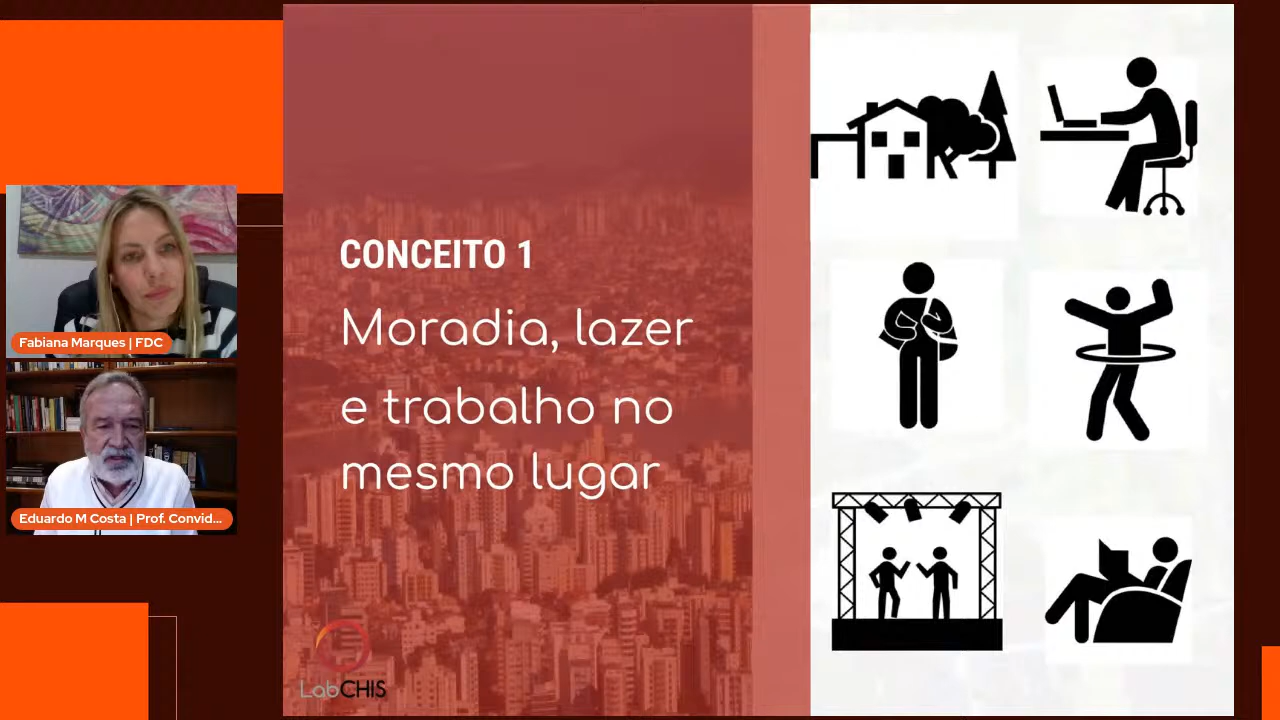 CONCEITO 1
Moradia, lazer
e trabalho no
mesmo lugar
Fabiana Marques | FDC
Eduardo M Costa | Prof. Convid...
LabCHIS